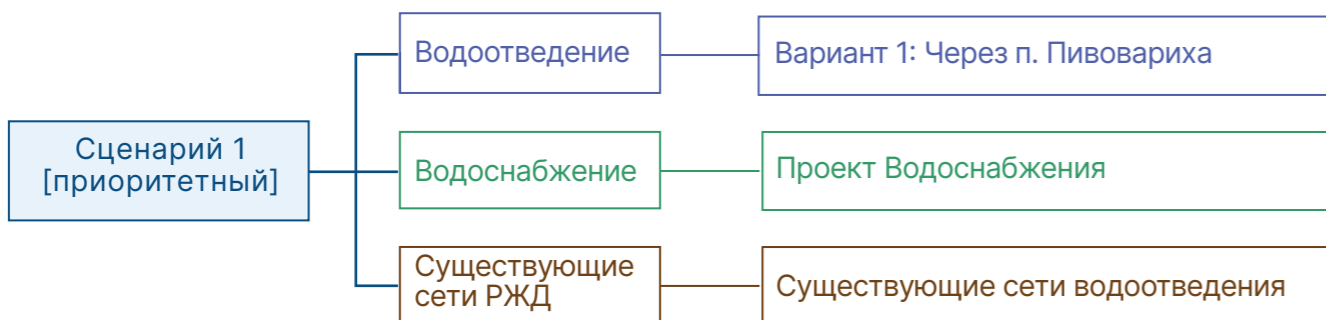 Сценарий 1
[приоритетный]
Водоотведение
Вариант 1: Через п. Пивовариха
Водоснабжение
Проект Водоснабжения
Существующие
сети РЖД
Существующие сети водоотведения